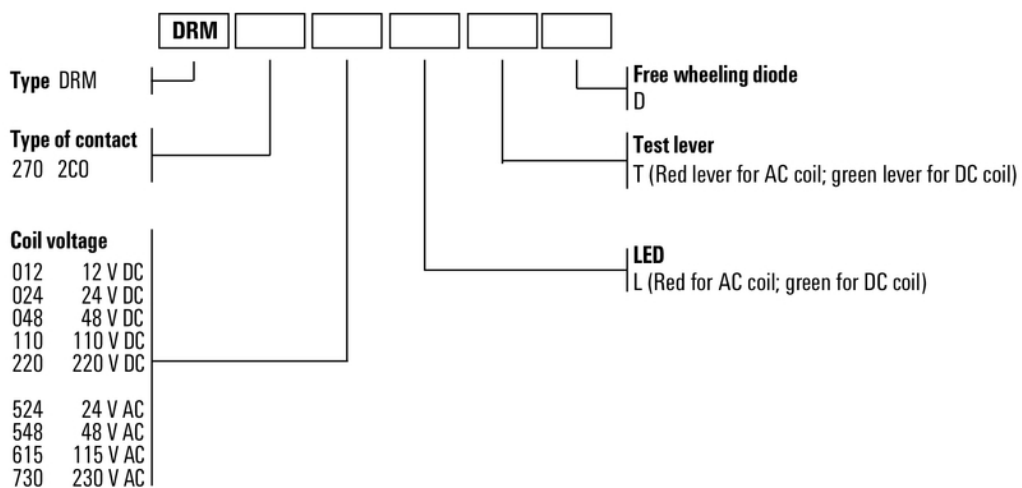 DRM
Type DRM
Type of contact
270 2CO
Coil voltage
012 12 V DC
024 24 V DC
048 48 V DC
110 110 V DC
220 220 V DC
524 24 V AC
548 48 V AC
615 115 V AC
730 230 V AC
Free wheeling diode
D
Test lever
T (Red lever for AC coil; green lever for DC coil)
LED
L (Red for AC coil; green for DC coil)